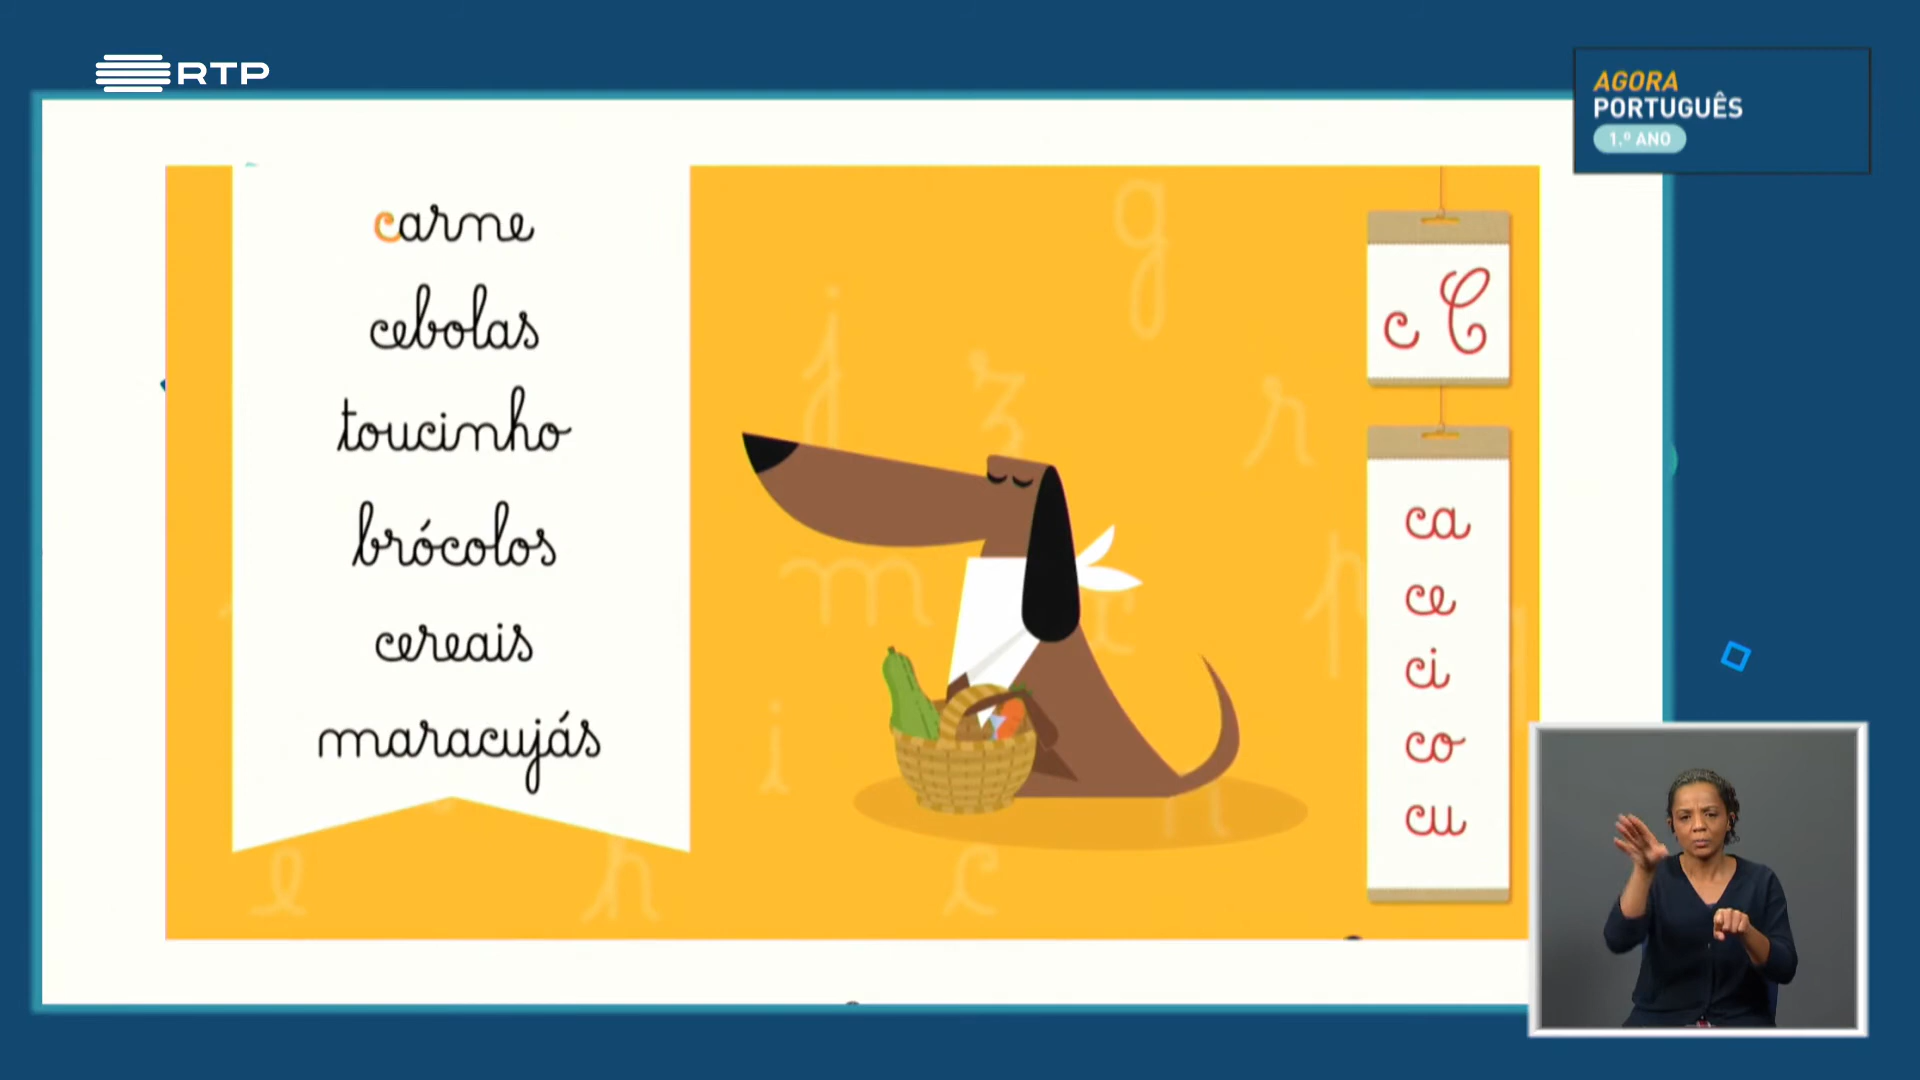 RTP
AGORA
PORTUGUÊS
1.º ANO
carne
cebolas
toucinho
brócolos
cereais
maracujás
c C
ca
ce
ci
co
cu
g
j
z
r
m
c
p
i
n
e
h
c